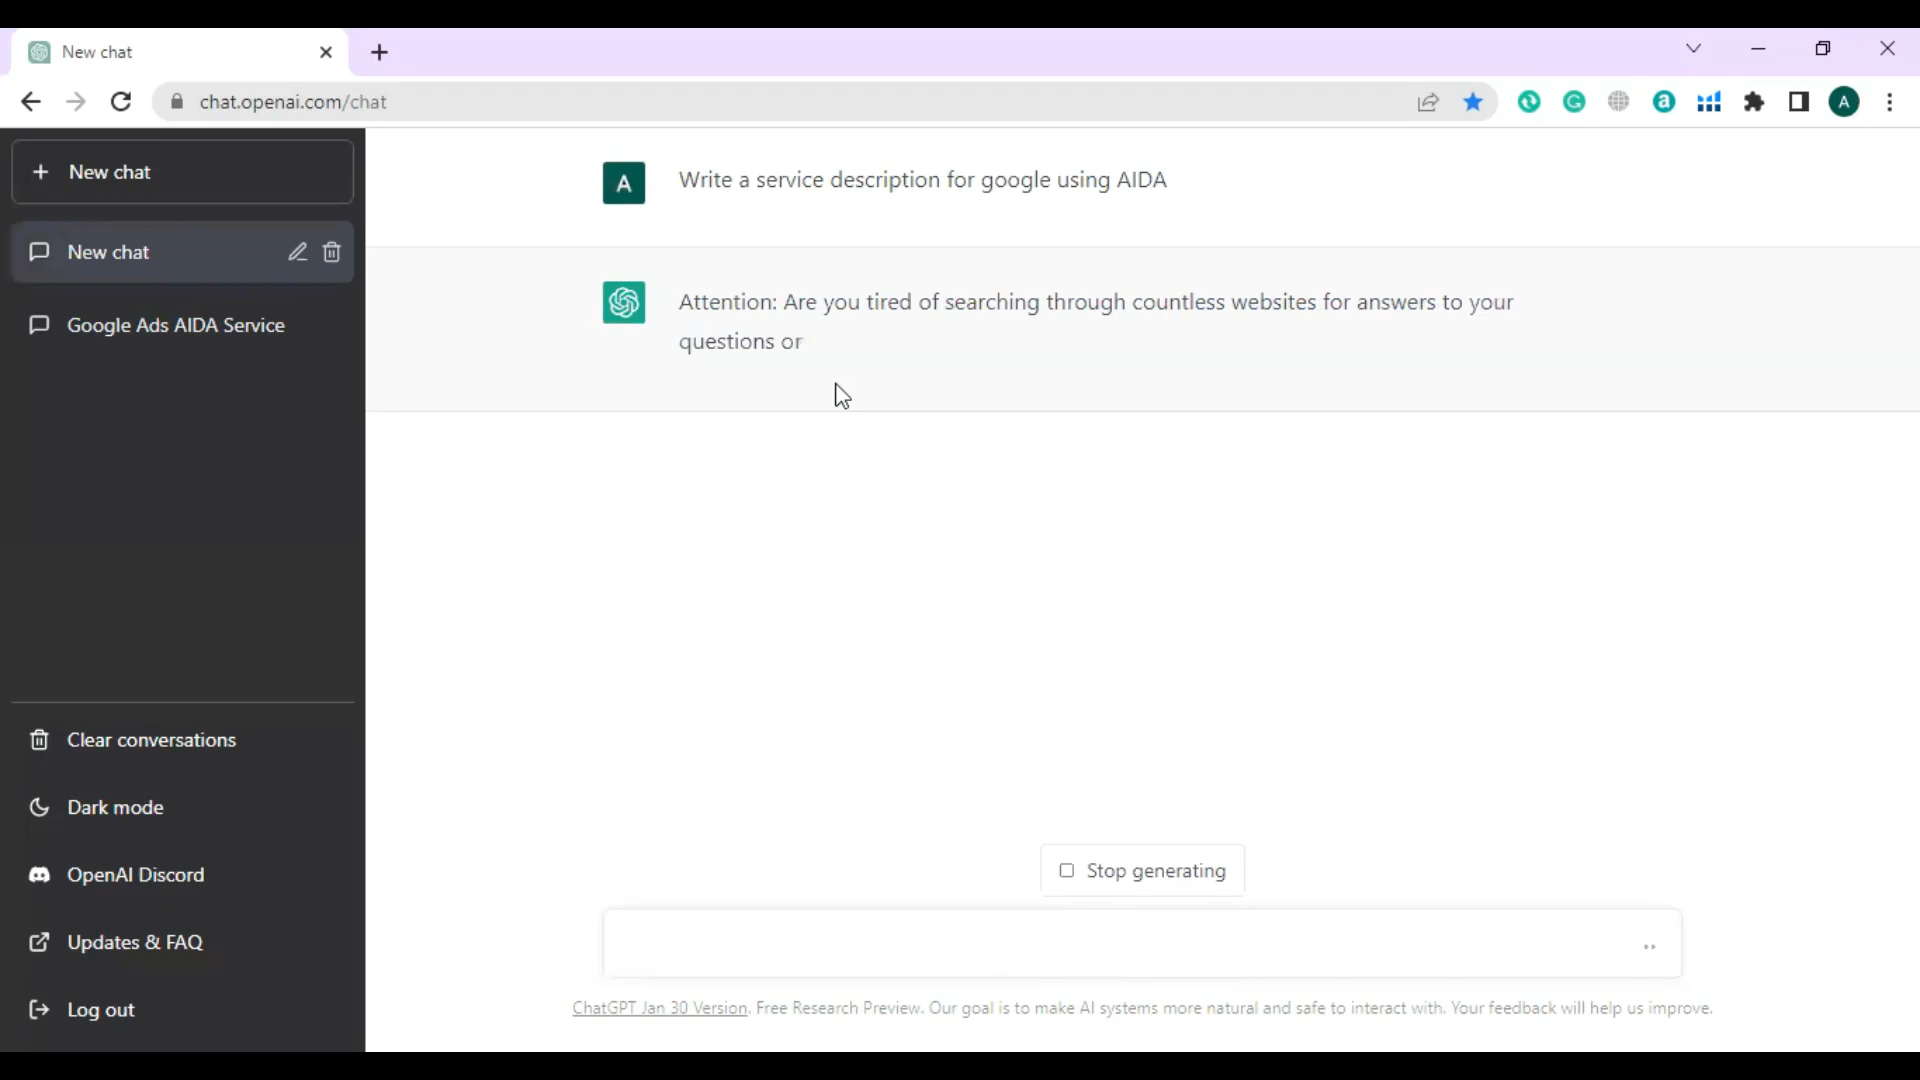 New chat
chat.openai.com/chat
A
New chat
New chat
Google Ads AIDA Service
Clear conversations
Dark mode
OpenAI Discord
Updates & FAQ
Log out
A
Write a service description for google using AIDA
Attention: Are you tired of searching through countless websites for answers to your
questions or
Stop generating
ChatGPT Jan 30 Version. Free Research Preview. Our goal is to make AI systems more natural and safe to interact with. Your feedback will help us improve.